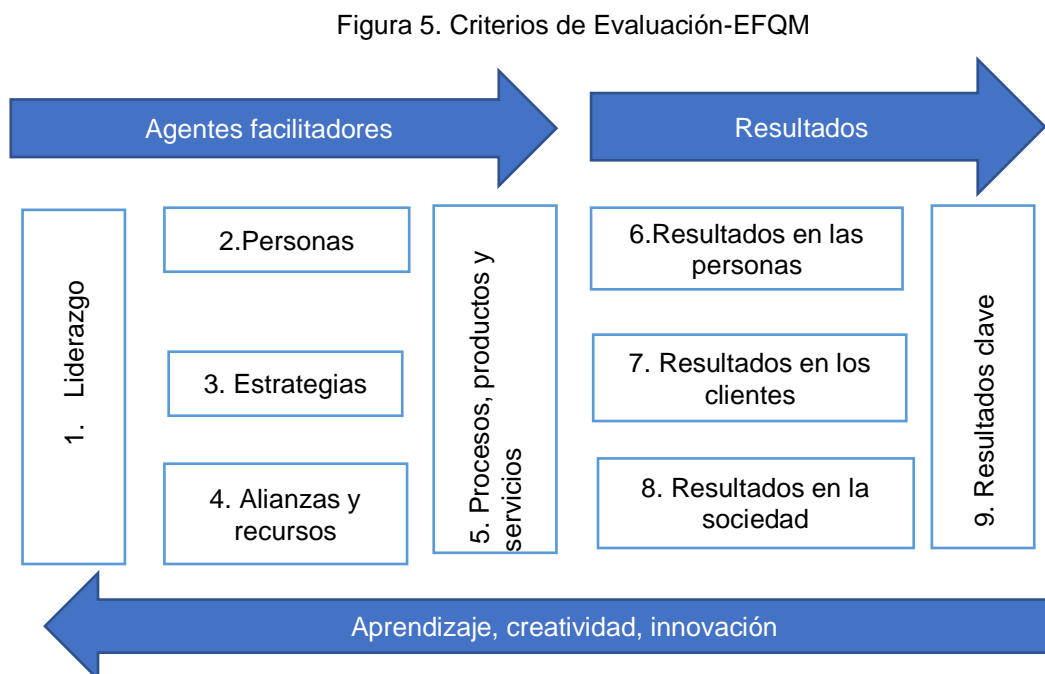 Figura 5. Criterios de Evaluación-EFQM
Agentes facilitadores
Resultados
1. Liderazgo
2.Personas
3. Estrategias
4. Alianzas y
recursos
5. Procesos, productos y
servicios
6.Resultados en las
personas
7. Resultados en los
clientes
8. Resultados en la
sociedad
9. Resultados clave
Aprendizaje, creatividad, innovación